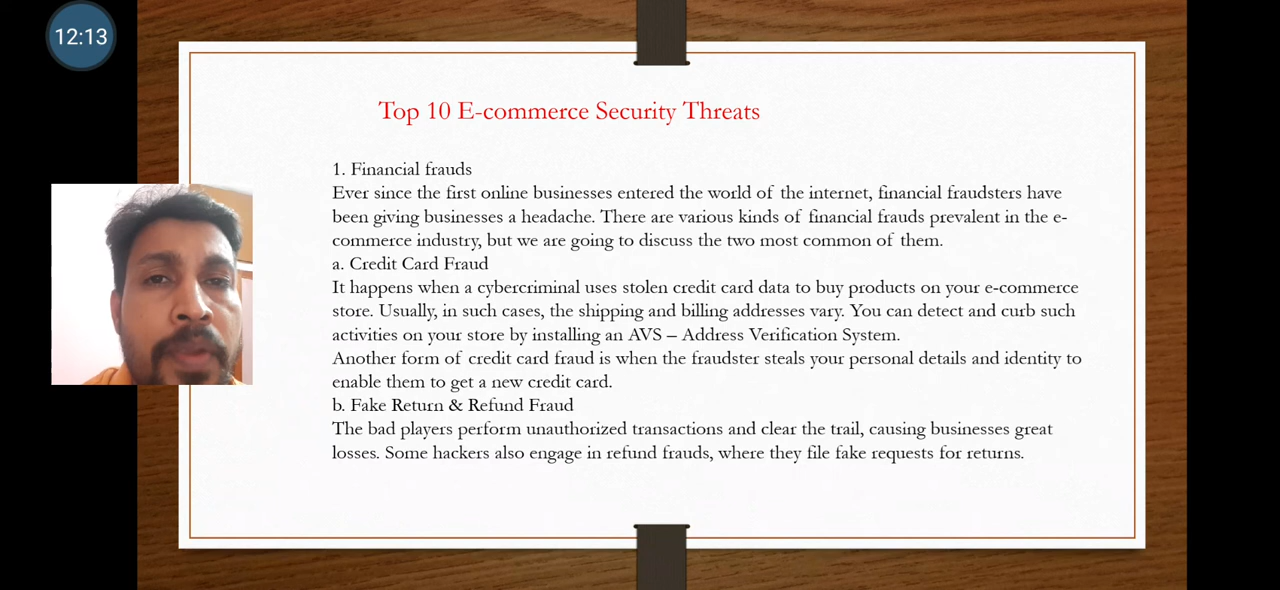 12:13
Top 10 E-commerce Security Threats
1. Financial frauds
Ever since the first online businesses entered the world of the internet, financial fraudsters have
been giving businesses a headache. There are various kinds of financial frauds prevalent in the e-
commerce industry, but we are going to discuss the two most common of them.
a. Credit Card Fraud
It happens when a cybercriminal uses stolen credit card data to buy products on your e-commerce
store. Usually, in such cases, the shipping and billing addresses vary. You can detect and curb such
activities on your store by installing an AVS – Address Verification System.
Another form of credit card fraud is when the fraudster steals your personal details and identity to
enable them to get a new credit card.
b. Fake Return & Refund Fraud
The bad players perform unauthorized transactions and clear the trail, causing businesses great
losses. Some hackers also engage in refund frauds, where they file fake requests for returns.